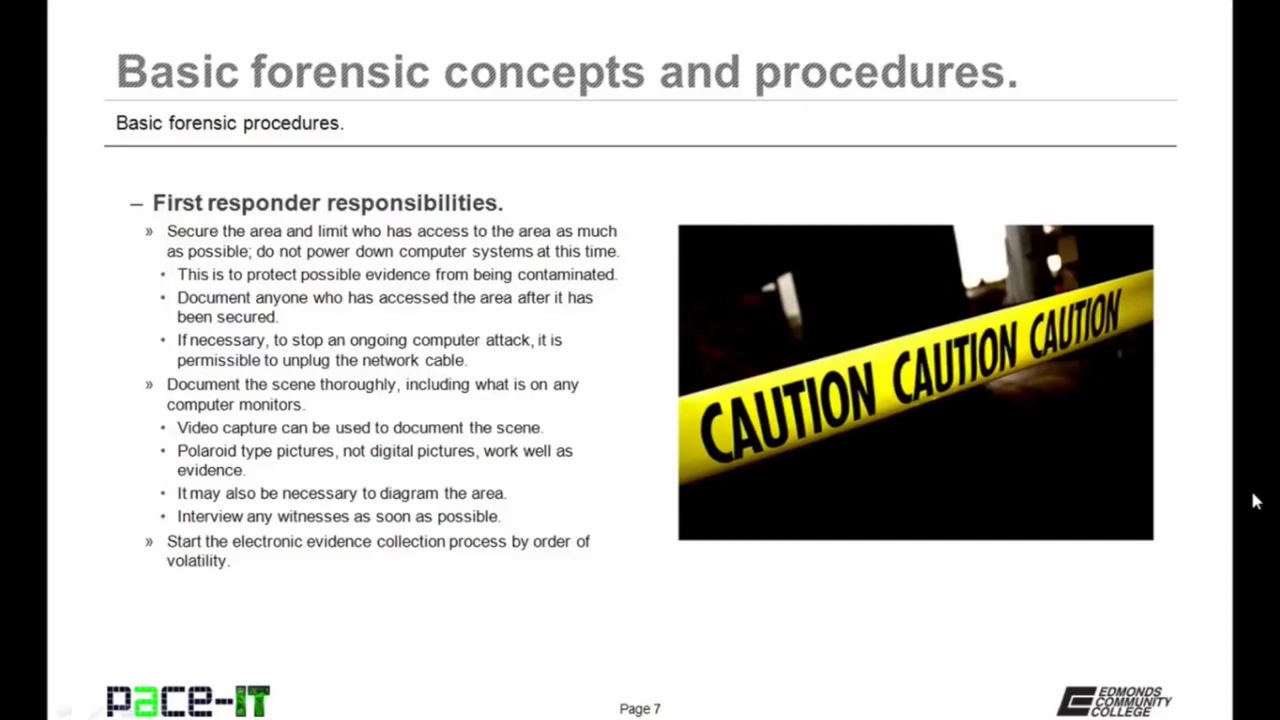 Basic forensic concepts and procedures.
Basic forensic procedures.
– First responder responsibilities.
» Secure the area and limit who has access to the area as much
as possible; do not power down computer systems at this time.
• This is to protect possible evidence from being contaminated.
• Document anyone who has accessed the area after it has
been secured.
• If necessary, to stop an ongoing computer attack, it is
permissible to unplug the network cable.
» Document the scene thoroughly, including what is on any
computer monitors.
• Video capture can be used to document the scene.
• Polaroid type pictures, not digital pictures, work well as
evidence.
• It may also be necessary to diagram the area.
• Interview any witnesses as soon as possible.
» Start the electronic evidence collection process by order of
volatility.
CAUTION CAUTION CAUTION
pace-IT
Page 7
EDMONDS
COMMUNITY
COLLEGE